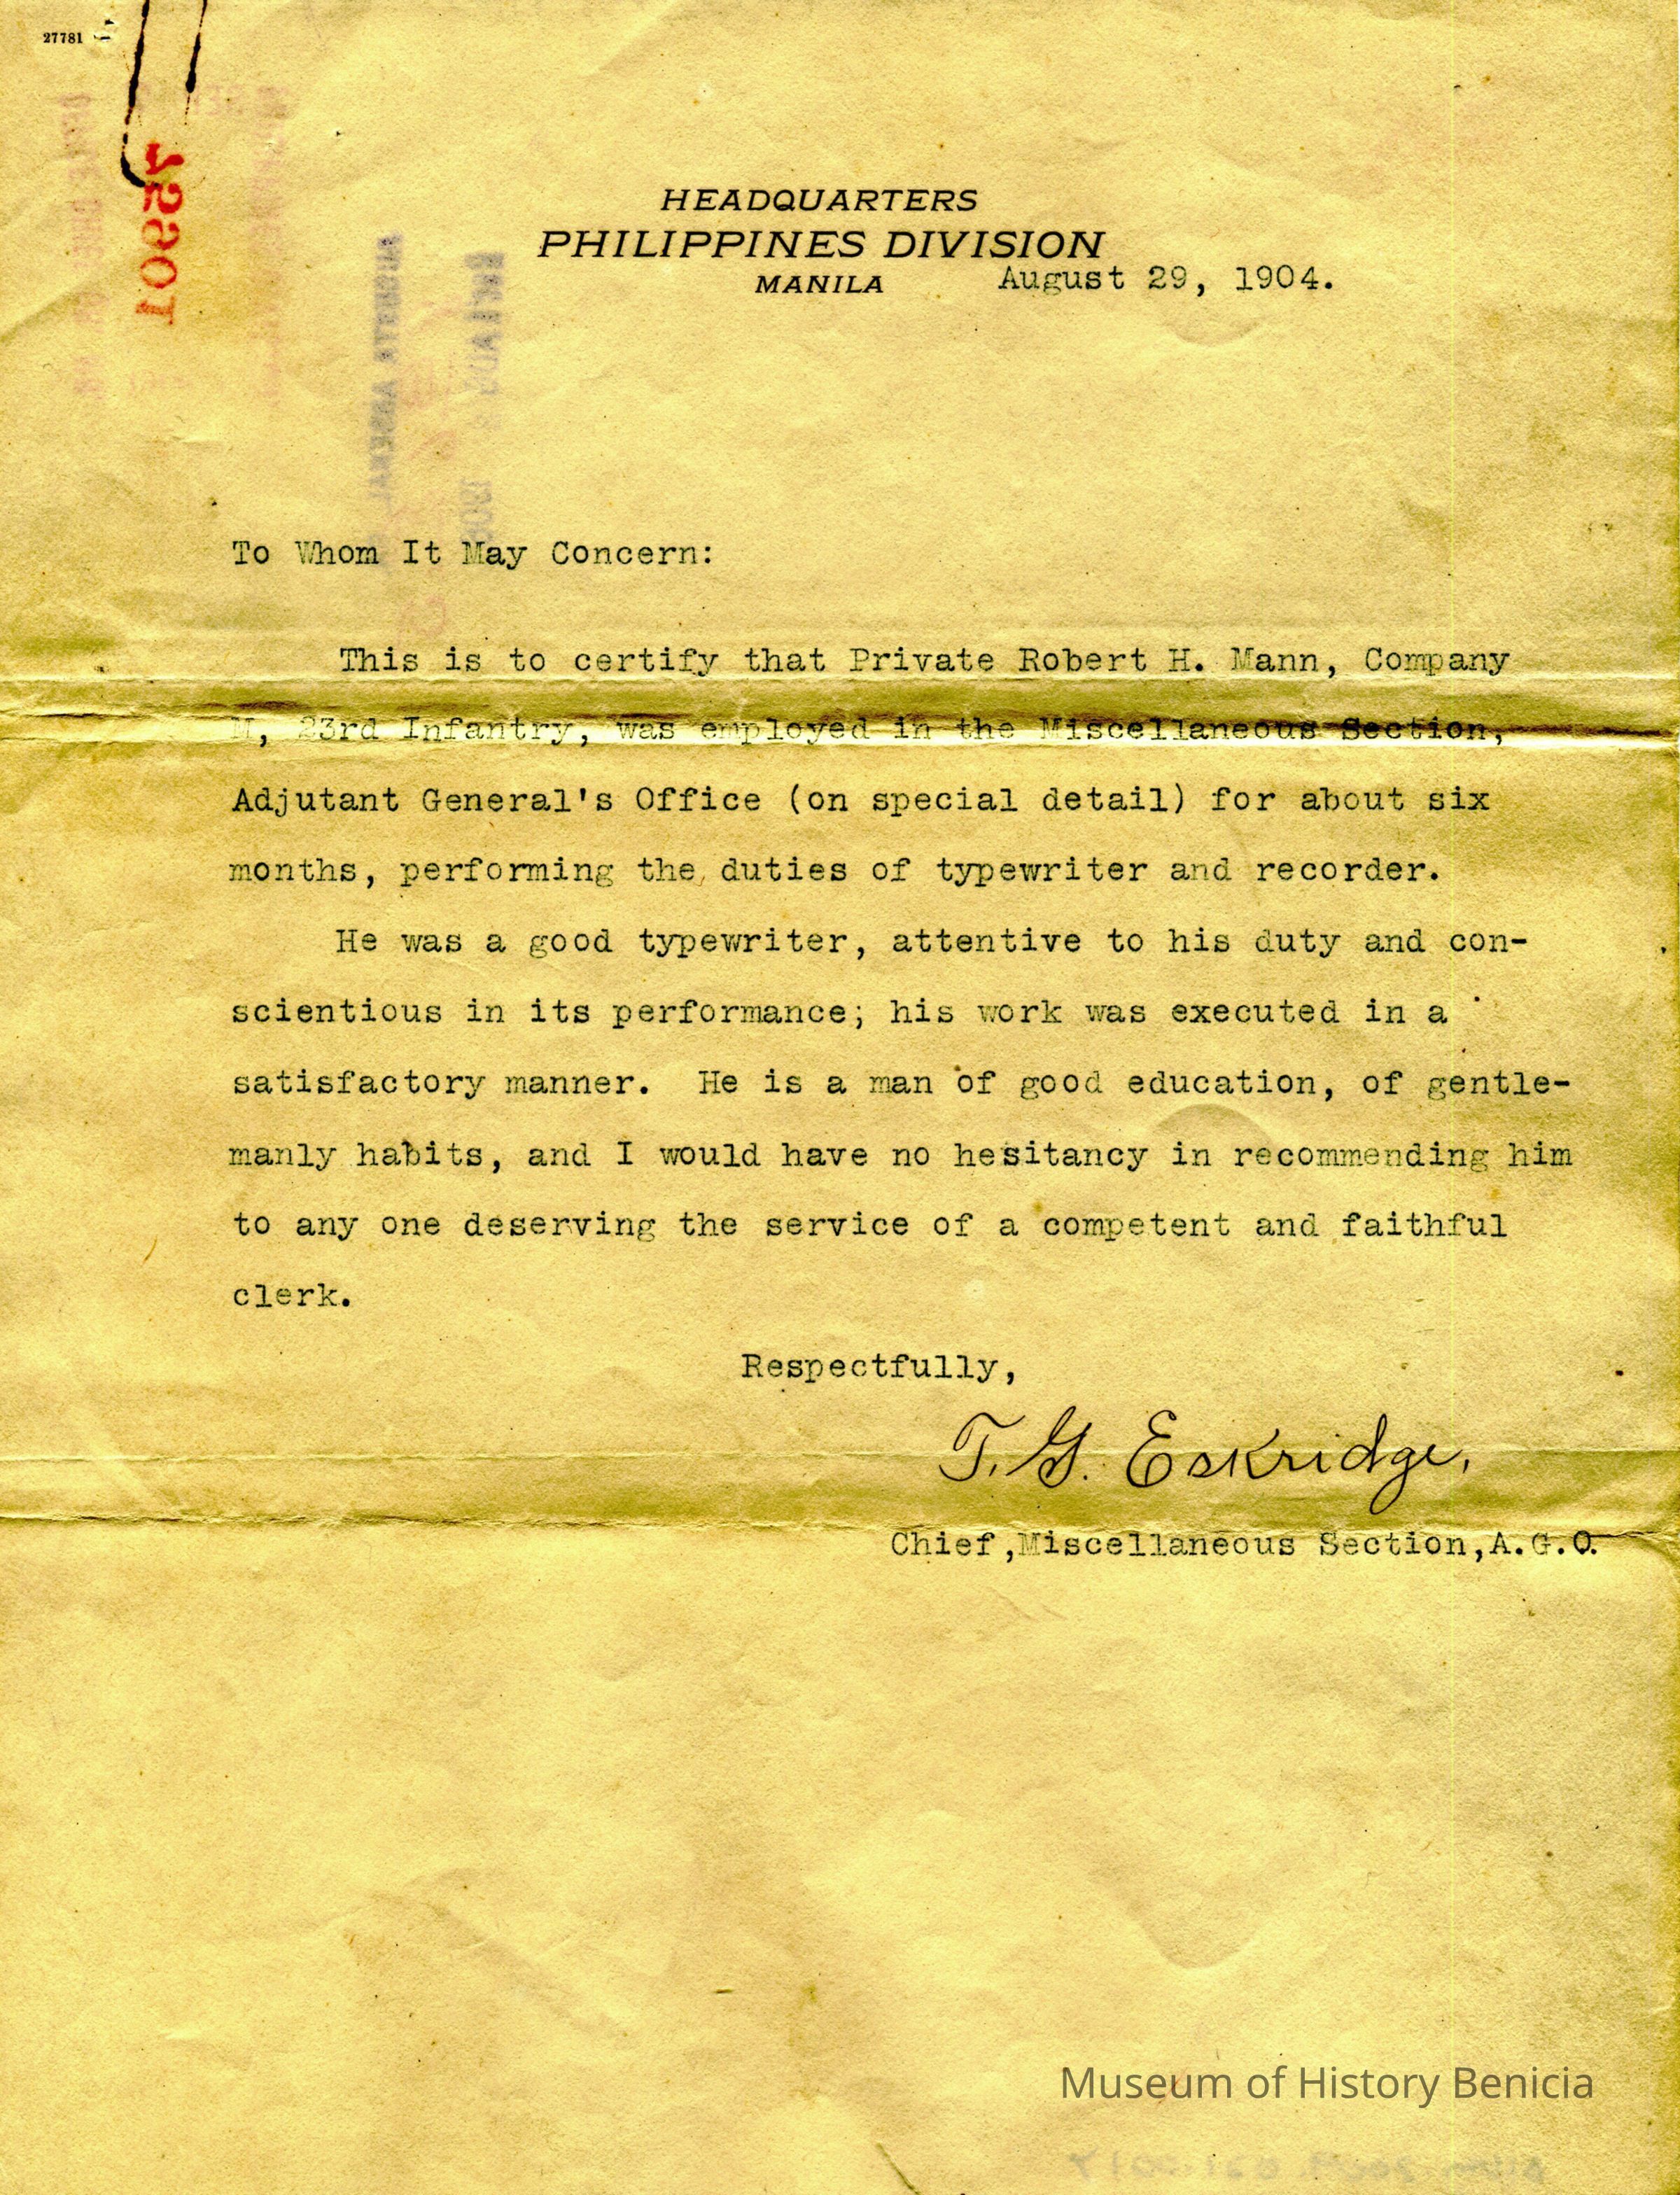 27781
HEADQUARTERS
PHILIPPINES DIVISION
MANILA August 29, 1904.
To Whom It May Concern:
This is to certify that Private Robert H. Mann, Company
M, 23rd Infantry, was employed in the Miscellaneous Section,
Adjutant General's Office (on special detail) for about six
months, performing the duties of typewriter and recorder.
He was a good typewriter, attentive to his duty and con-
scientious in its performance; his work was executed in a
satisfactory manner. He is a man of good education, of gentle-
manly habits, and I would have no hesitancy in recommending him
to any one deserving the service of a competent and faithful
clerk.
Respectfully,
T. G. Eskridge,
Chief,Miscellaneous Section,A.G.O.
Museum of History Benicia